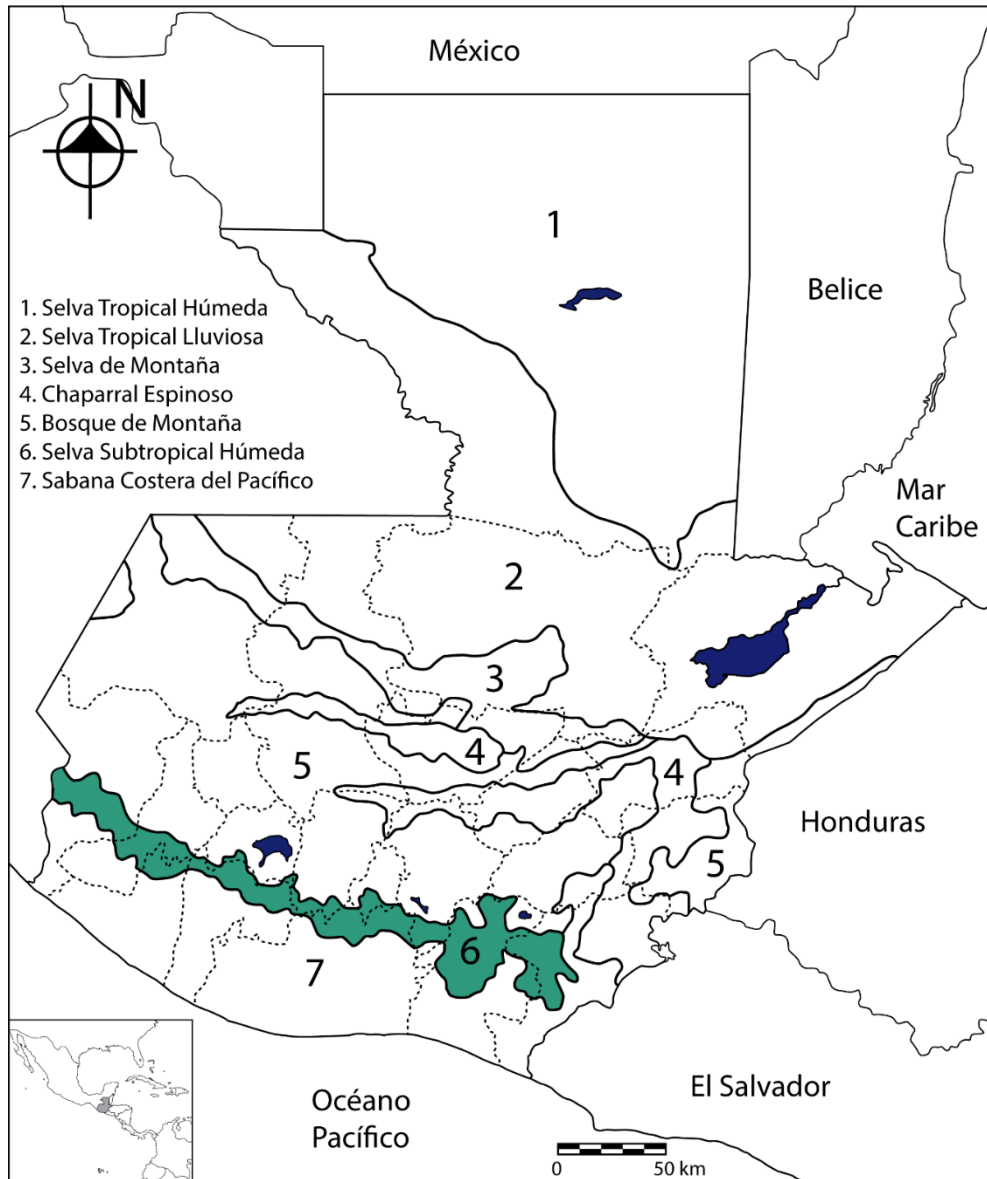 México
N
1
Belice
1. Selva Tropical Húmeda
2. Selva Tropical Lluviosa
3. Selva de Montaña
4. Chaparral Espinoso
5. Bosque de Montaña
6. Selva Subtropical Húmeda
7. Sabana Costera del Pacífico
Mar
Caribe
2
3
4
5
4
Honduras
5
6
7
El Salvador
Océano
Pacífico
0 50 km